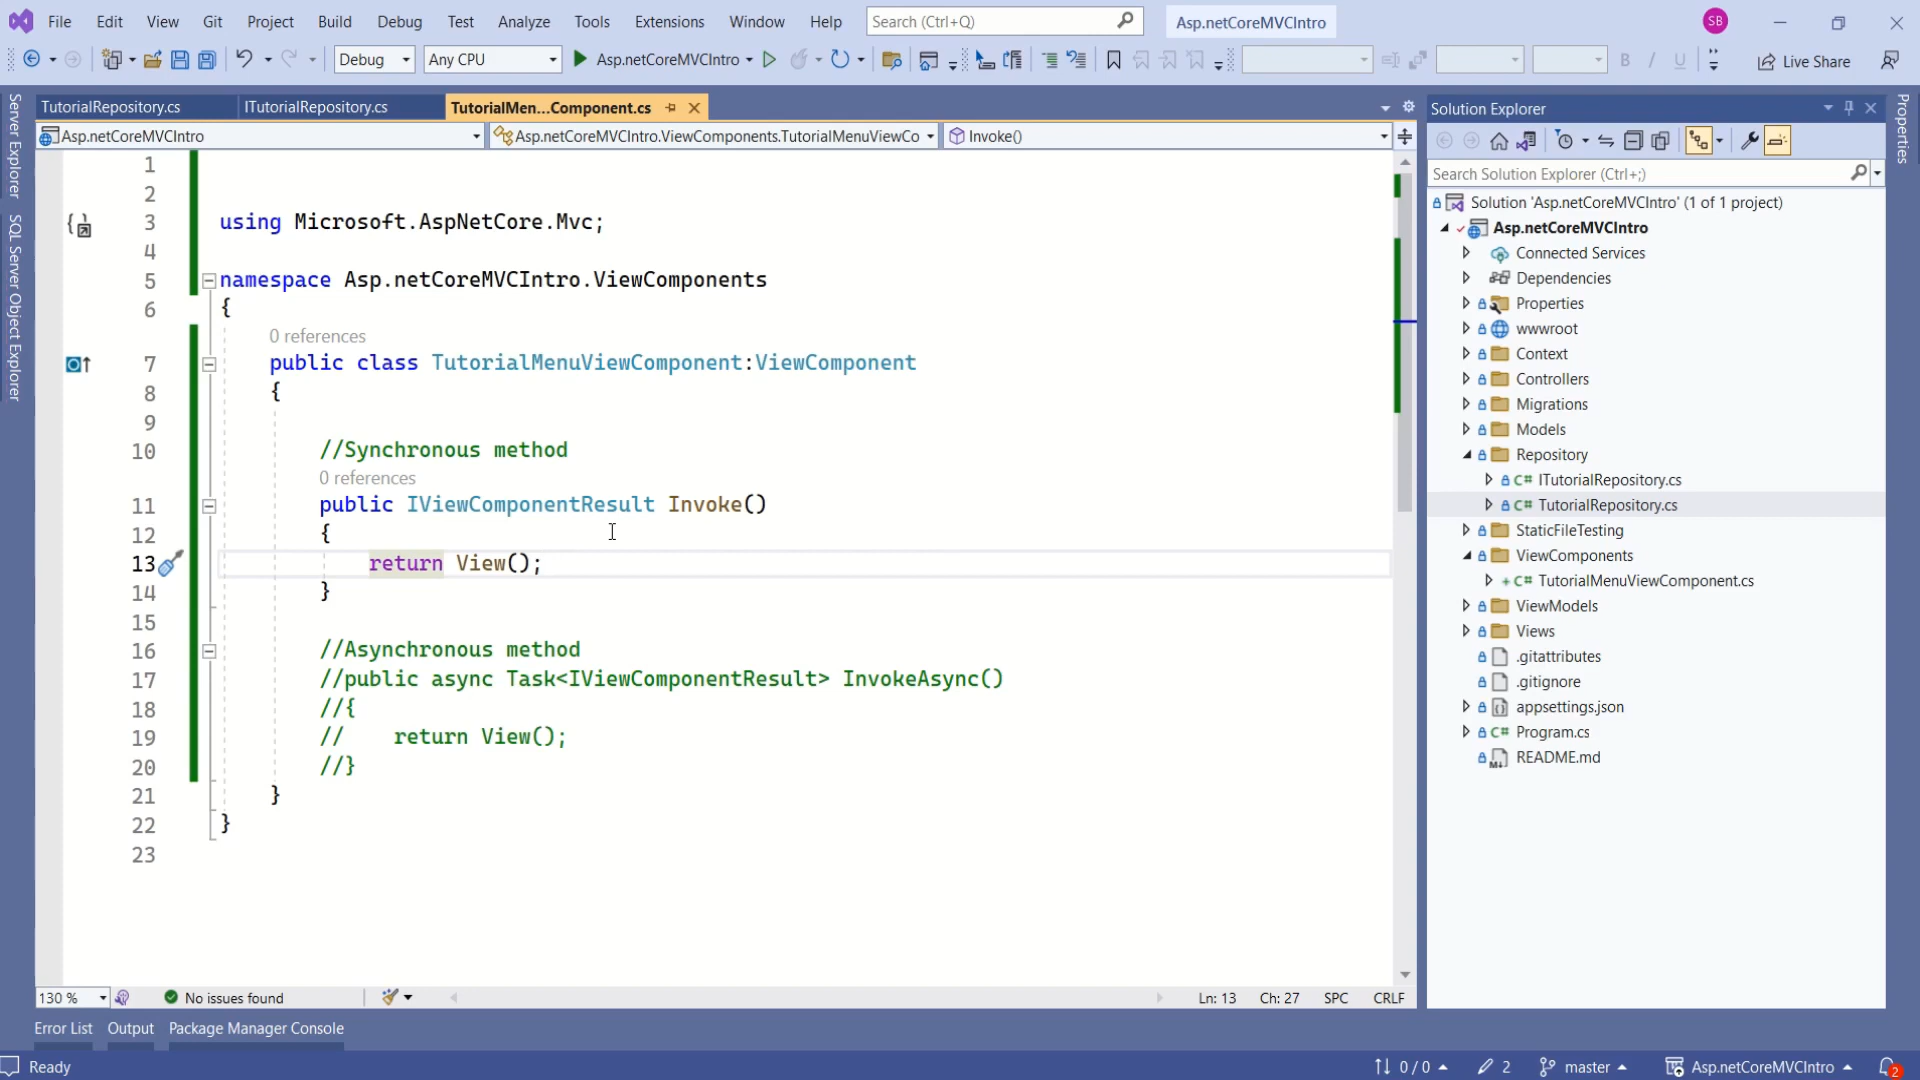 File Edit View Git Project Build Debug Test Analyze Tools Extensions Window Help Search (Ctrl+Q) Asp.netCoreMVCIntro SB
Debug Any CPU Asp.netCoreMVCIntro B I U Live Share
TutorialRepository.cs ITutorialRepository.cs TutorialMen...Component.cs
Asp.netCoreMVCIntro Asp.netCoreMVCIntro.ViewComponents.TutorialMenuViewCo Invoke()
Server Explorer
SQL Server Object Explorer
1
2
3 using Microsoft.AspNetCore.Mvc;
4
5 namespace Asp.netCoreMVCIntro.ViewComponents
6 {
0 references
7 public class TutorialMenuViewComponent:ViewComponent
8 {
9
10 //Synchronous method
0 references
11 public IViewComponentResult Invoke()
12 {
13 return View();
14 }
15
16 //Asynchronous method
17 //public async Task<IViewComponentResult> InvokeAsync()
18 //{
19 // return View();
20 //}
21 }
22 }
23
130 % No issues found Ln: 13 Ch: 27 SPC CRLF
Solution Explorer
Search Solution Explorer (Ctrl+;)
Solution 'Asp.netCoreMVCIntro' (1 of 1 project)
Asp.netCoreMVCIntro
Connected Services
Dependencies
Properties
wwwroot
Context
Controllers
Migrations
Models
Repository
C# ITutorialRepository.cs
C# TutorialRepository.cs
StaticFileTesting
ViewComponents
+ C# TutorialMenuViewComponent.cs
ViewModels
Views
.gitattributes
.gitignore
appsettings.json
C# Program.cs
README.md
Properties
Error List Output Package Manager Console
Ready 0 / 0 2 master Asp.netCoreMVCIntro 2